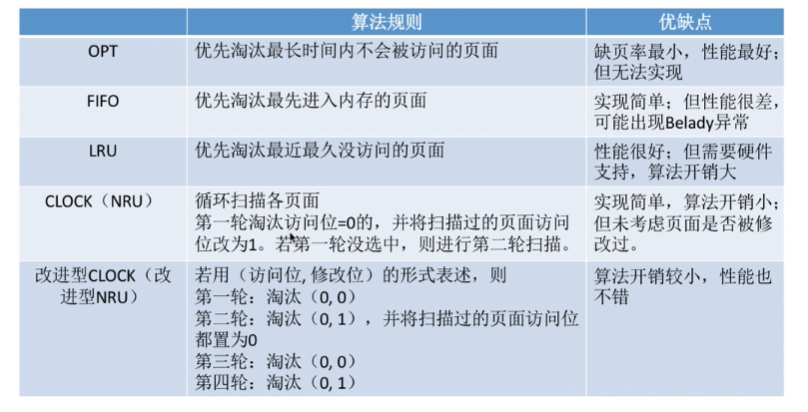 算法规则 优缺点
OPT 优先淘汰最长时间内不会被访问的页面 缺页率最小，性能最好；
但无法实现
FIFO 优先淘汰最先进入内存的页面 实现简单；但性能很差，
可能出现Belady异常
LRU 优先淘汰最近最久没访问的页面 性能很好；但需要硬件
支持，算法开销大
CLOCK（NRU） 循环扫描各页面 实现简单，算法开销小；
第一轮淘汰访问位=0的，并将扫描过的页面访问 但未考虑页面是否被修
位改为1。若第一轮没选中，则进行第二轮扫描。 改过。
改进型CLOCK（改 若用（访问位, 修改位）的形式表述，则 算法开销较小，性能也
进型NRU） 第一轮：淘汰（0, 0） 不错
第二轮：淘汰（0, 1），并将扫描过的页面访问位
都置为0
第三轮：淘汰（0, 0）
第四轮：淘汰（0, 1）